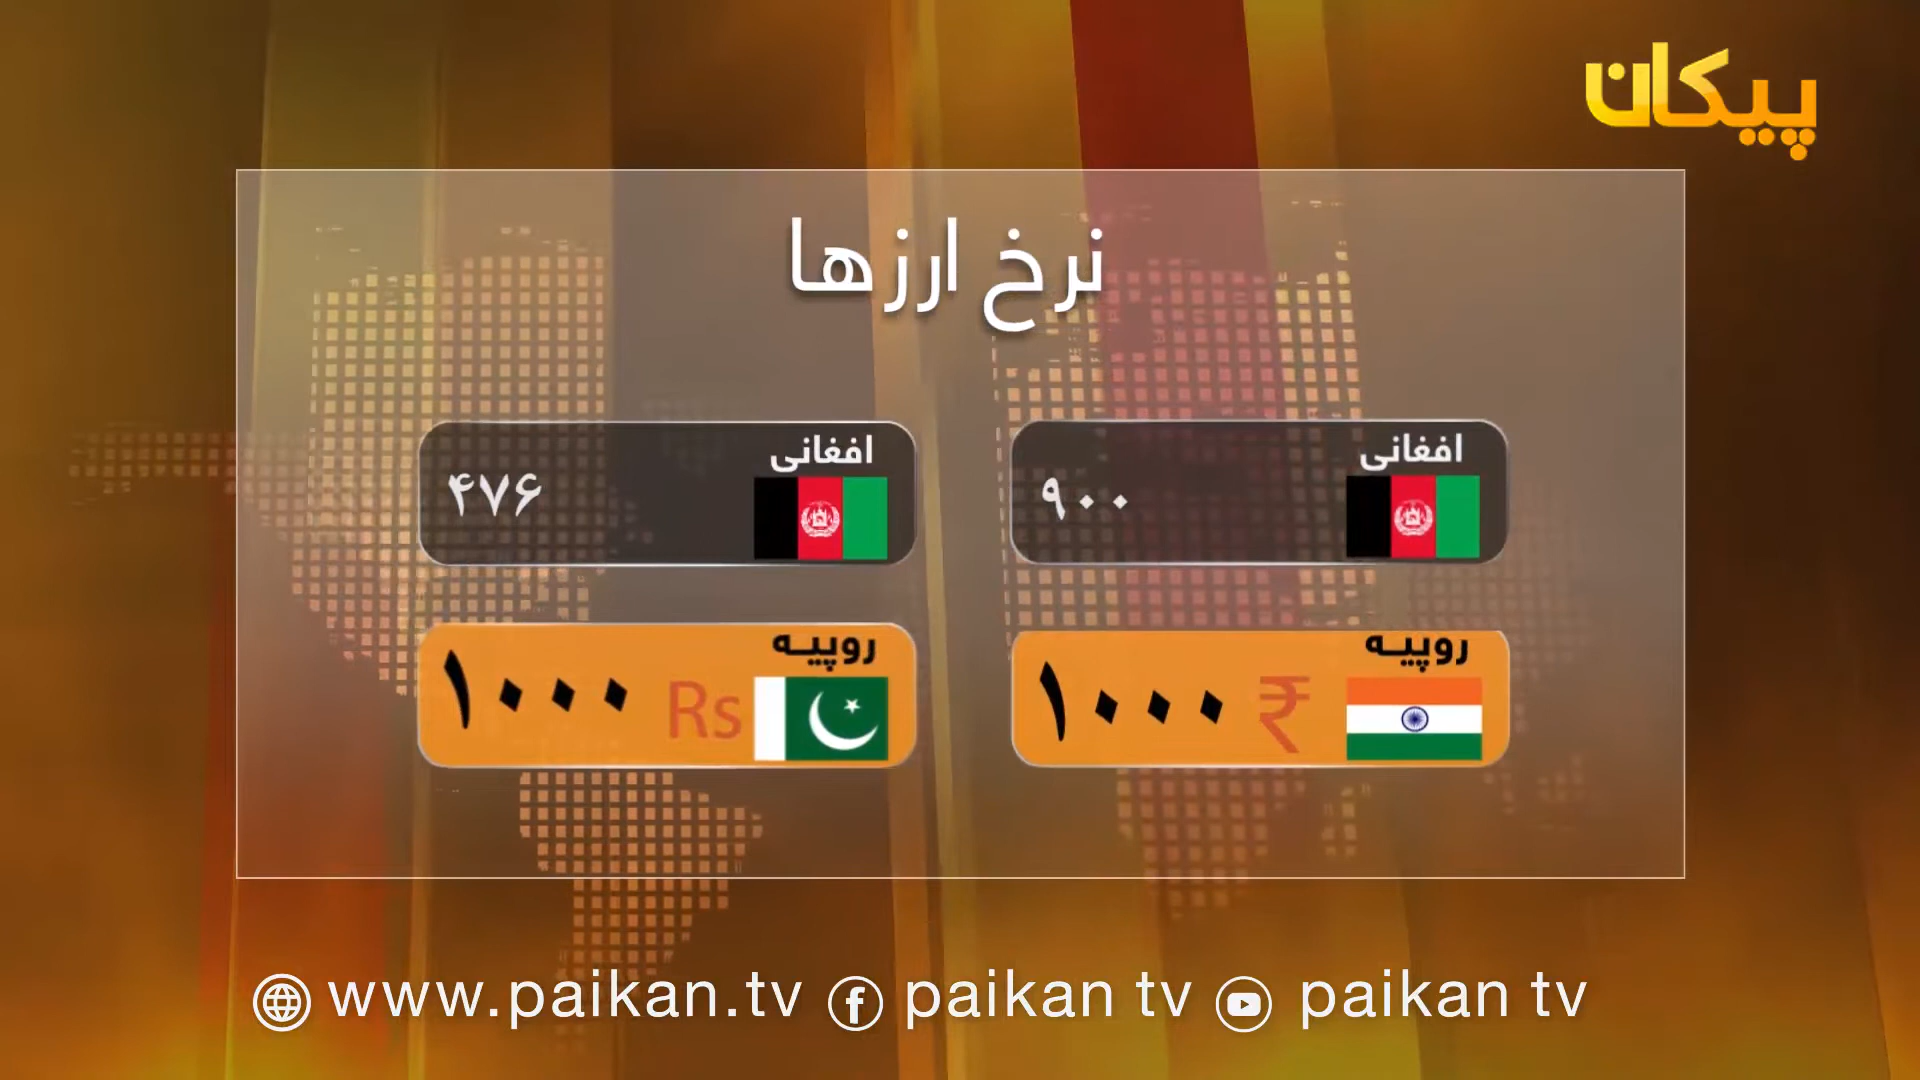 پیکان
نرخ ارزها
افغانی
۹۰۰
افغانی
۴۷۶
روپیه
₹ ۱۰۰۰
روپیه
Rs ۱۰۰۰
www.paikan.tv paikan tv paikan tv